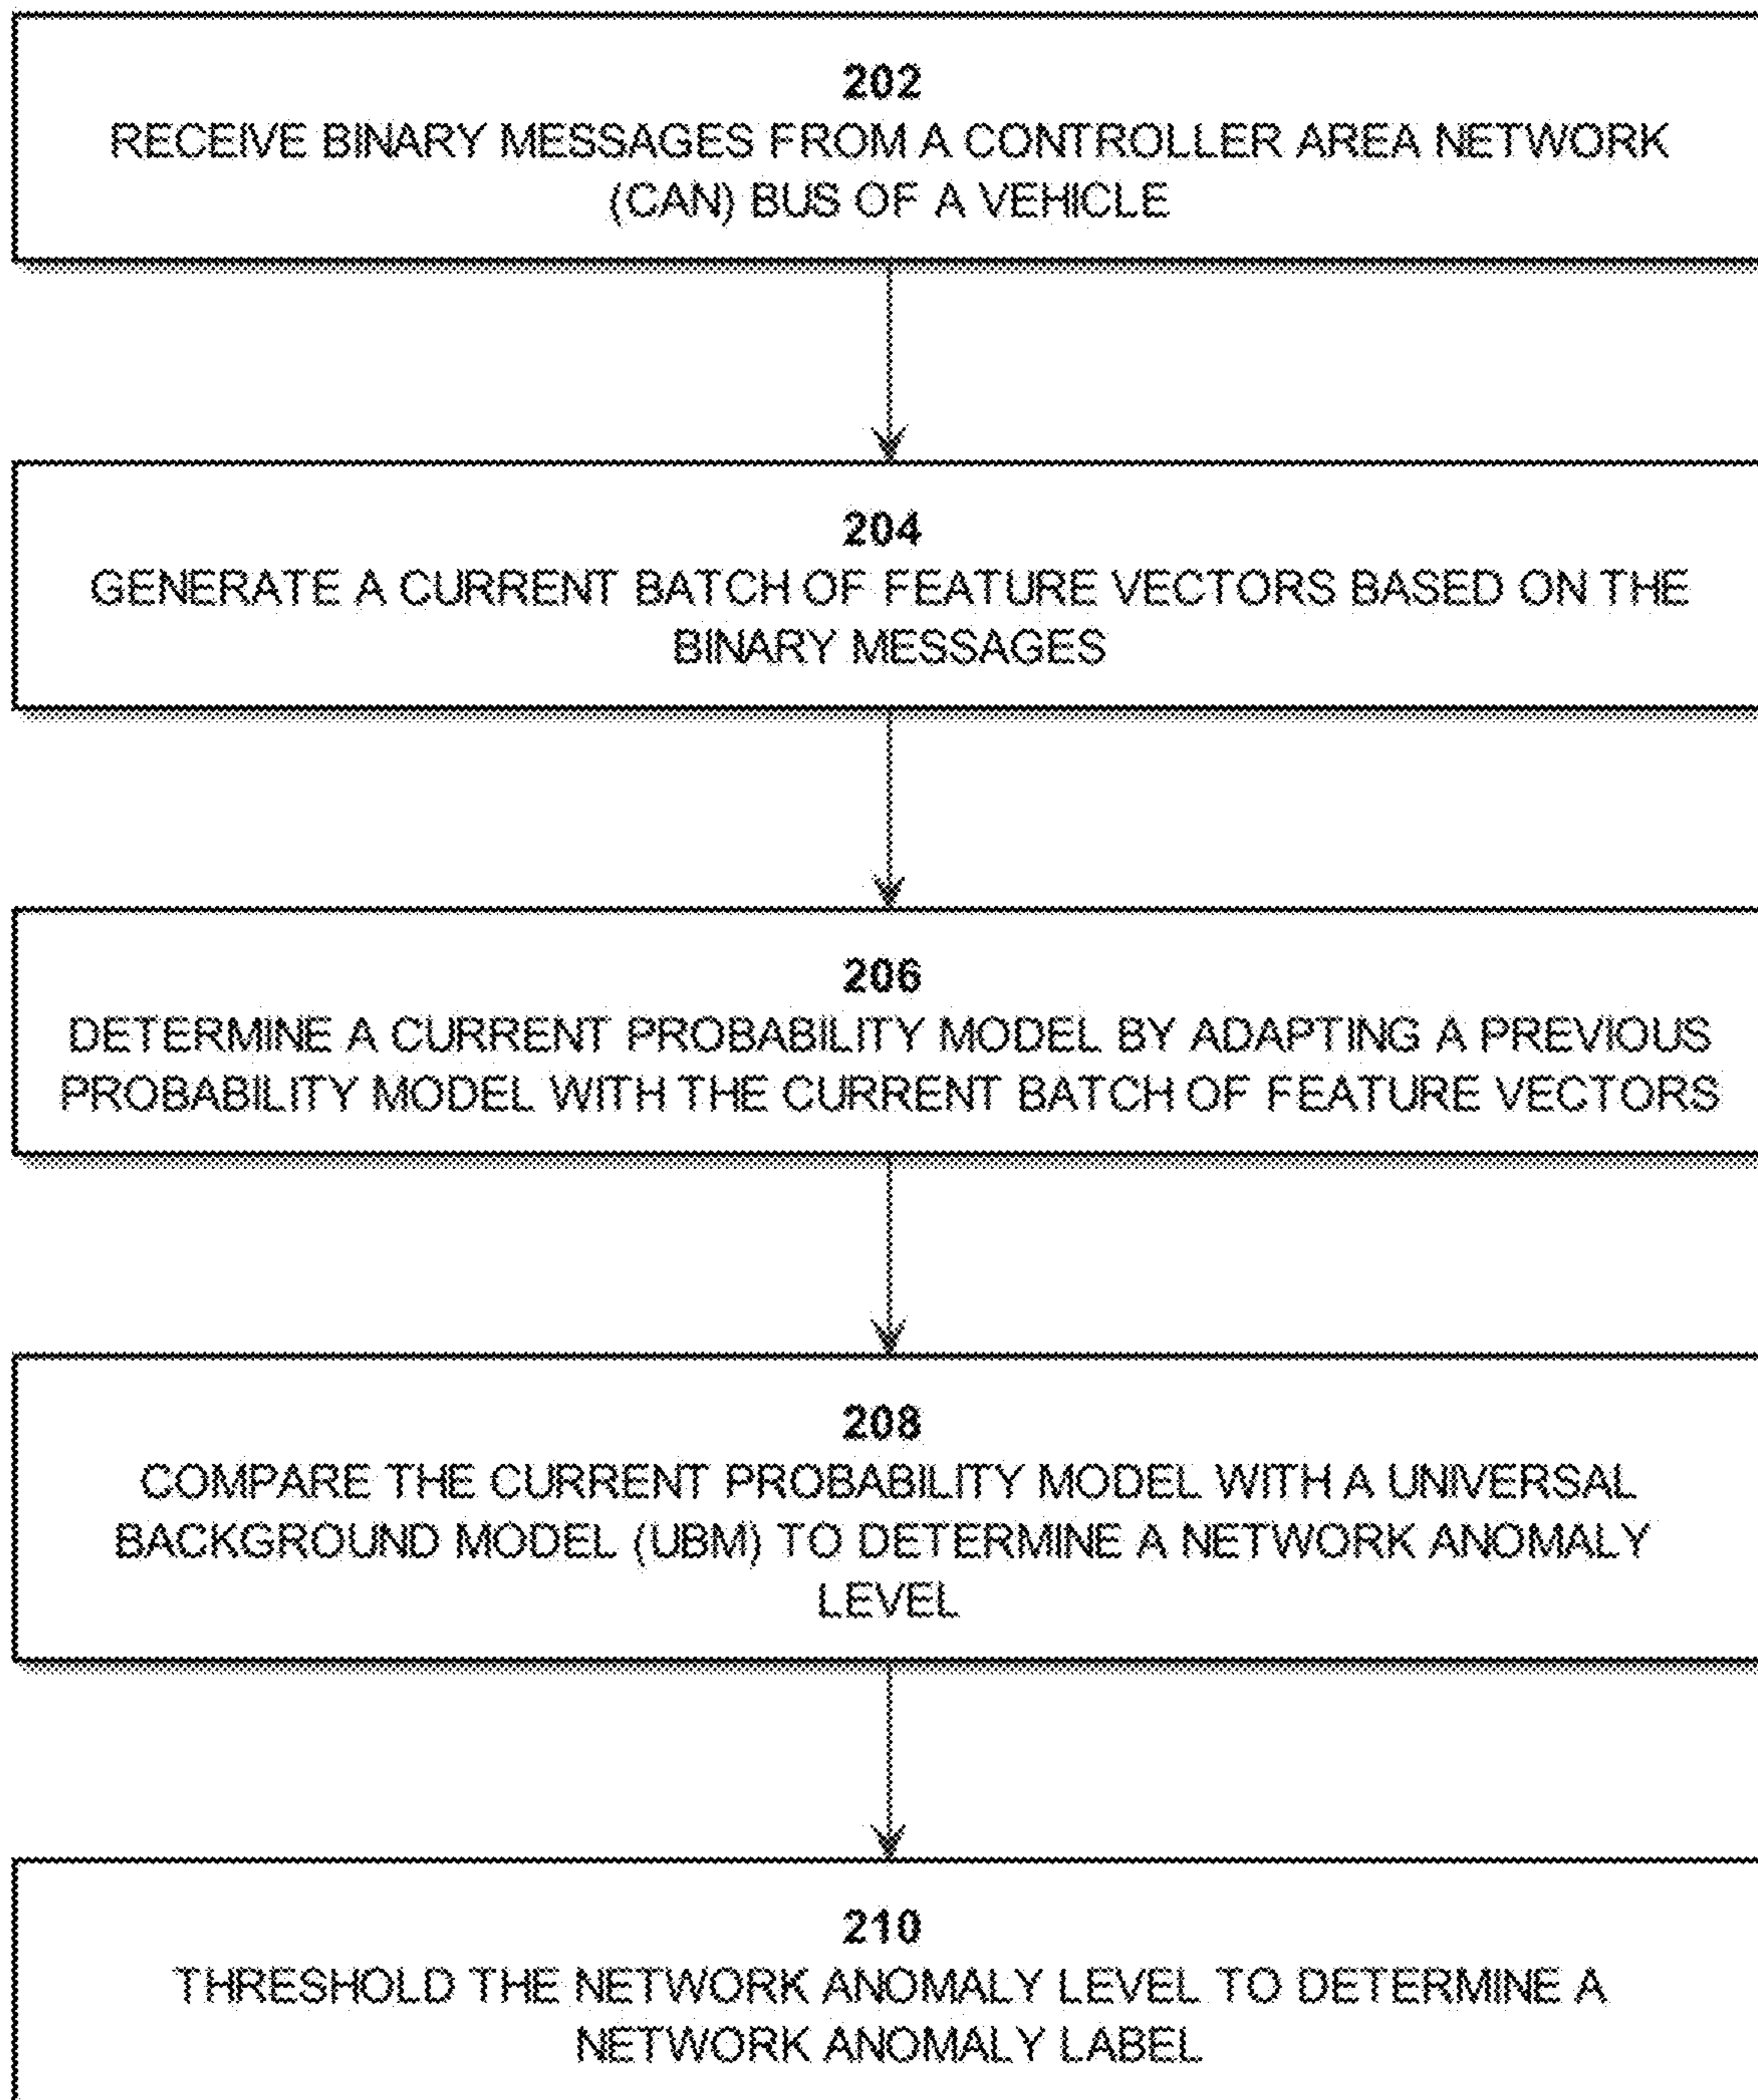 202
RECEIVE BINARY MESSAGES FROM A CONTROLLER AREA NETWORK
(CAN) BUS OF A VEHICLE
204
GENERATE A CURRENT BATCH OF FEATURE VECTORS BASED ON THE
BINARY MESSAGES
206
DETERMINE A CURRENT PROBABILITY MODEL BY ADAPTING A PREVIOUS
PROBABILITY MODEL WITH THE CURRENT BATCH OF FEATURE VECTORS
208
COMPARE THE CURRENT PROBABILITY MODEL WITH A UNIVERSAL
BACKGROUND MODEL (UBM) TO DETERMINE A NETWORK ANOMALY
LEVEL
210
THRESHOLD THE NETWORK ANOMALY LEVEL TO DETERMINE A
NETWORK ANOMALY LABEL